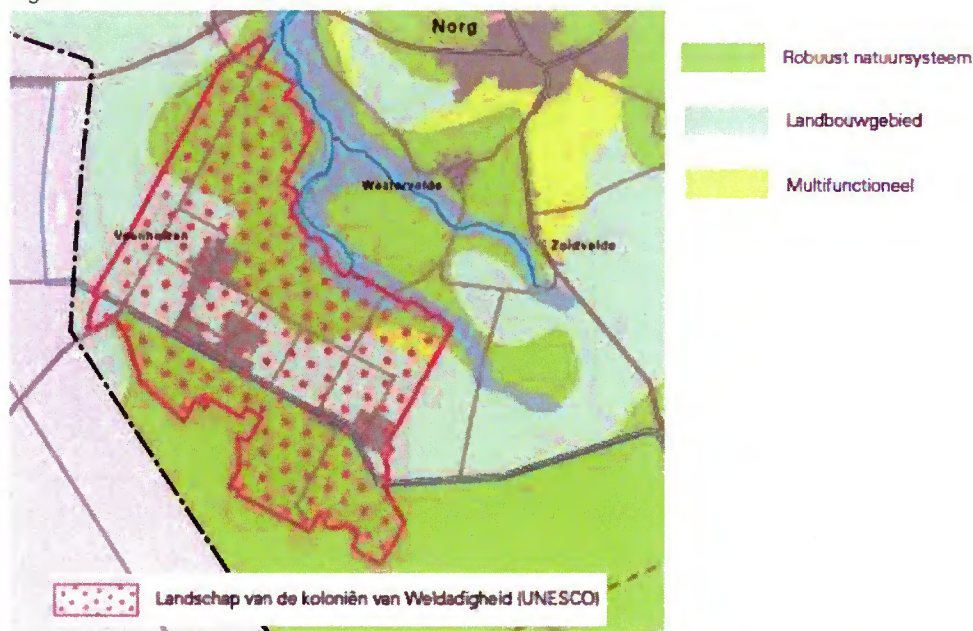 Norg
Robuust natuursysteem
Landbouwgebied
Multifunctioneel
Westervelde
Zuidvelde
Veenhuizen
Landschap van de koloniën van Weldadigheid (UNESCO)